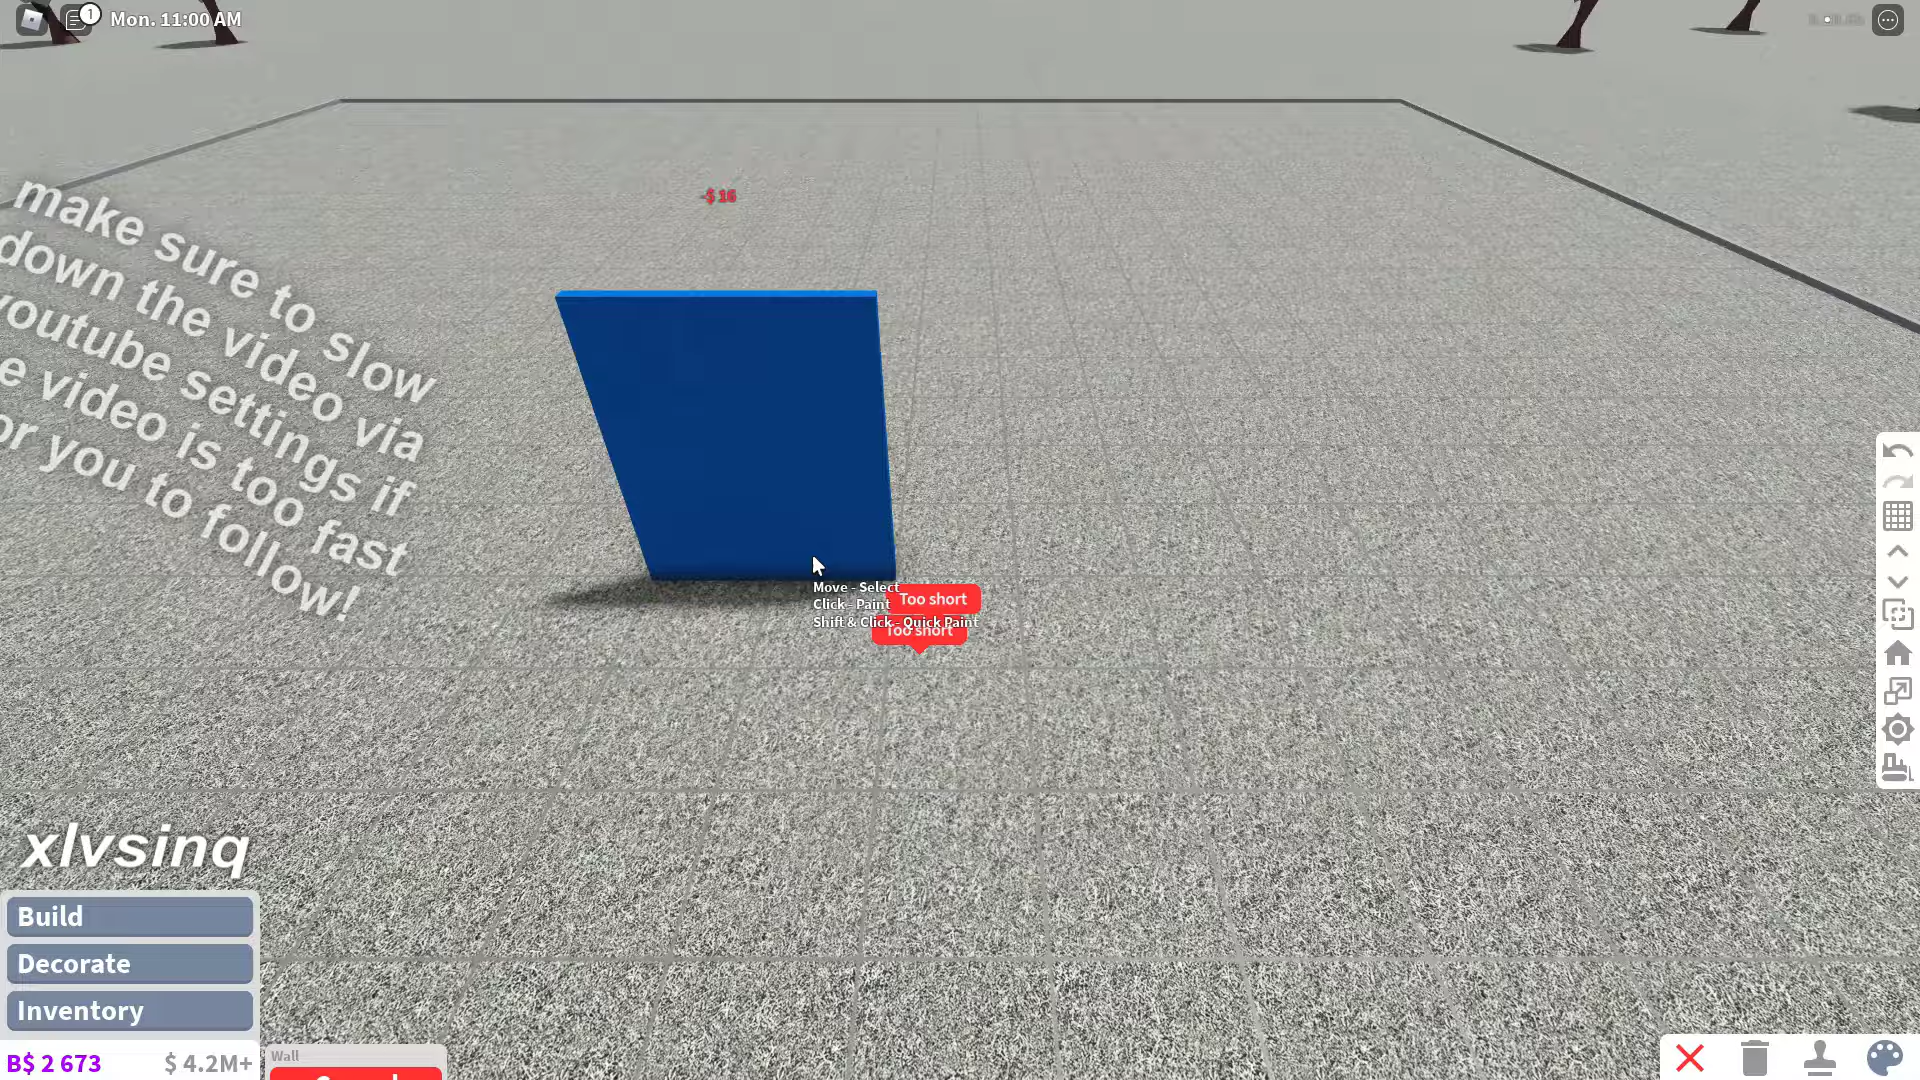 1
Mon. 11:00 AM
-$ 16
make sure to slow
down the video via
youtube settings if
e video is too fast
or you to follow!
Move - Select
Click - Paint
Shift & Click - Quick Paint
Too short
Too short
xlvsinq
Build
Decorate
Inventory
B$ 2 673
$ 4.2M+
Wall